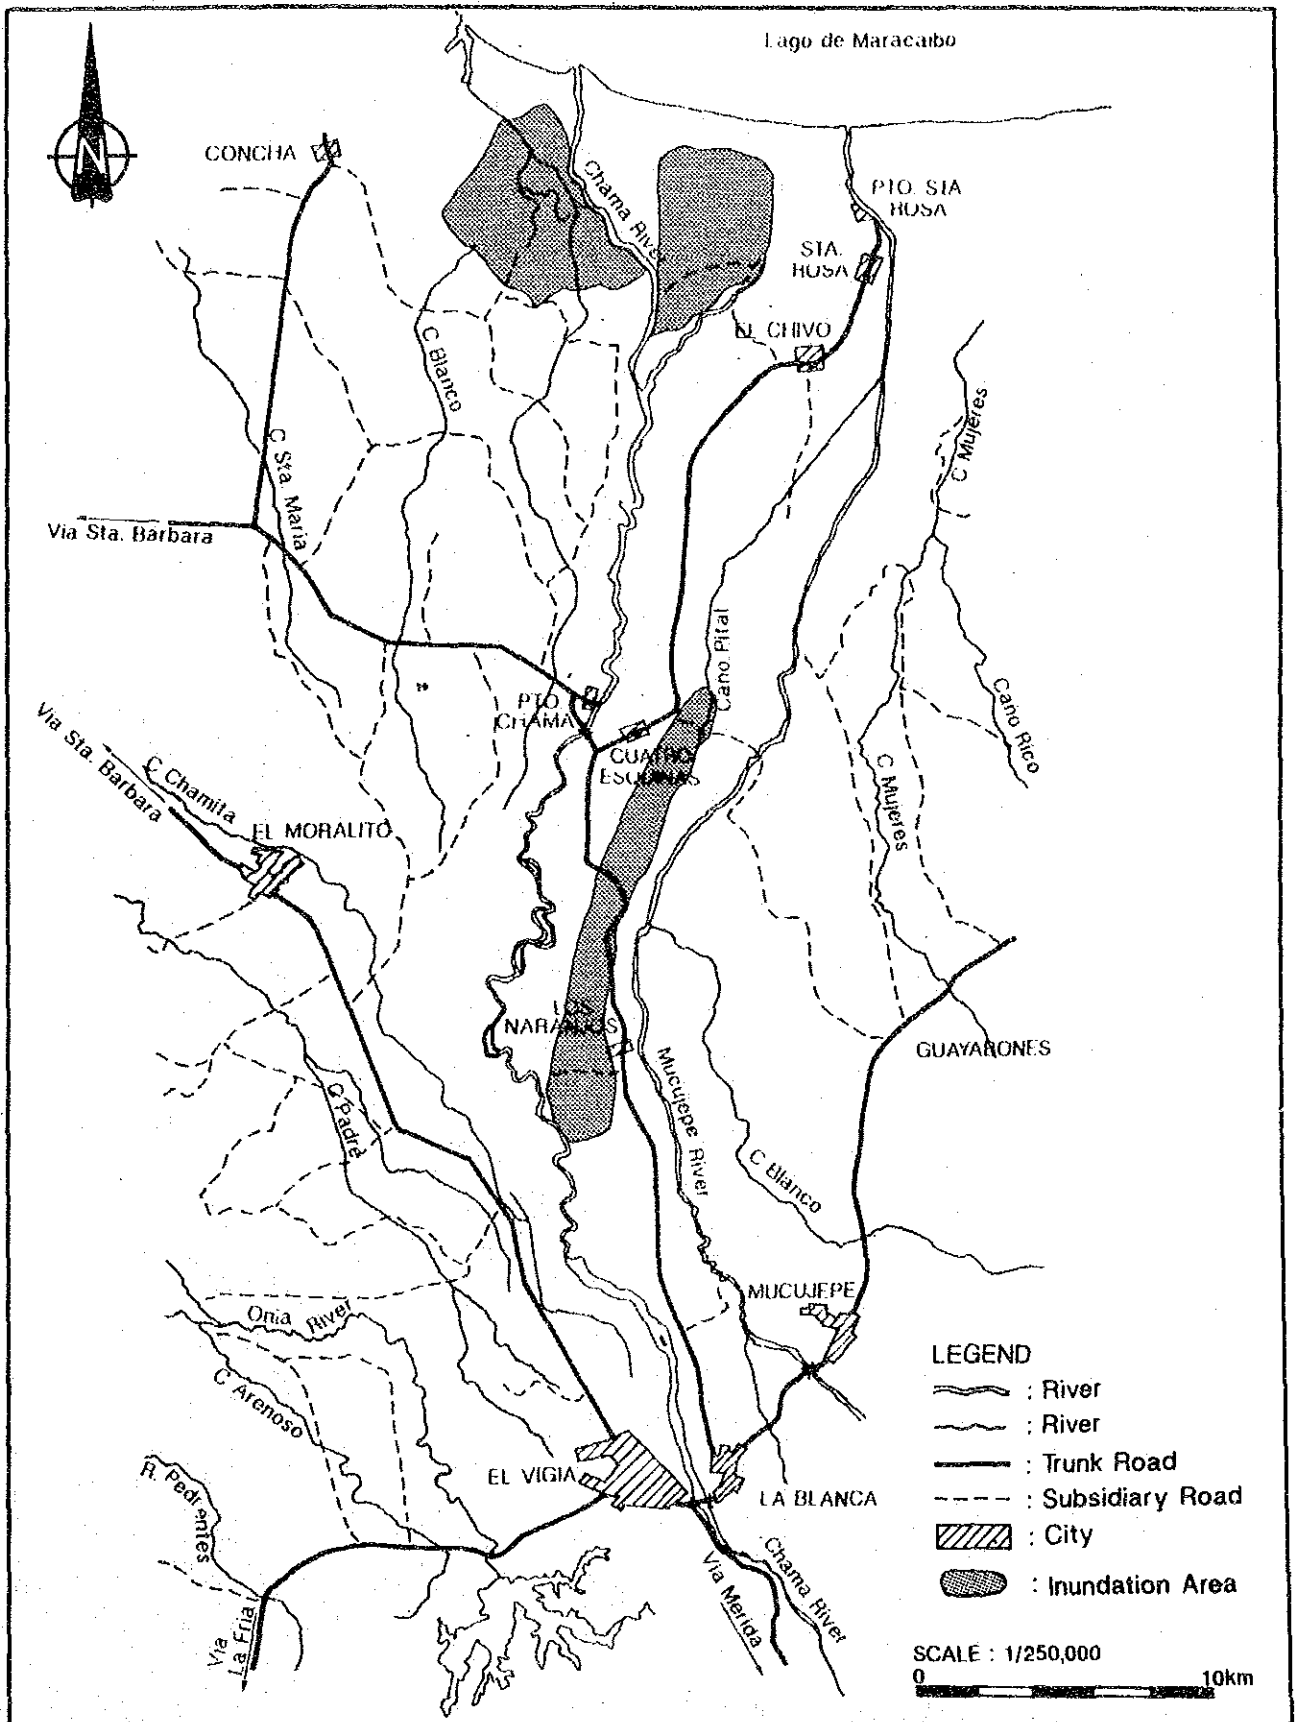 Lago de Maracaibo
N
CONCHA
Chama River
PTO. STA
ROSA
STA.
ROSA
EL CHIVO
C Blanco
C Mujeres
C Sta. Maria
Via Sta. Barbara
Cano Pital
Cano Rico
PTO.
CHAMA
CUATRO
ESQUINAS
Via Sta.
Barbara
C Chamita
EL MORALITO
C Mujeres
LOS
NARANJOS
GUAYABONES
Mucujepe River
C Padre
C Blanco
MUCUJEPE
Onia River
C Arenoso
LEGEND
: River
: River
: Trunk Road
: Subsidiary Road
: City
: Inundation Area
EL VIGIA
LA BLANCA
R. Pedrentes
Chama River
Via Merida
Via
La Fria
SCALE : 1/250,000
0 10km